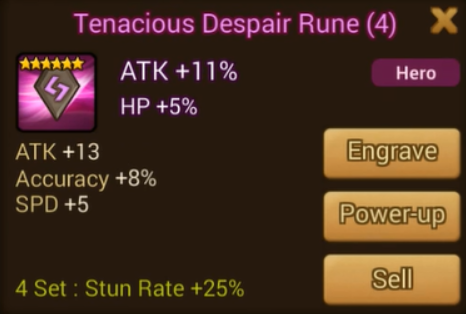 Tenacious Despair Rune (4)
ATK +11%
Hero
HP +5%
ATK +13
Accuracy +8%
SPD +5
Engrave
Power-up
Sell
4 Set : Stun Rate +25%